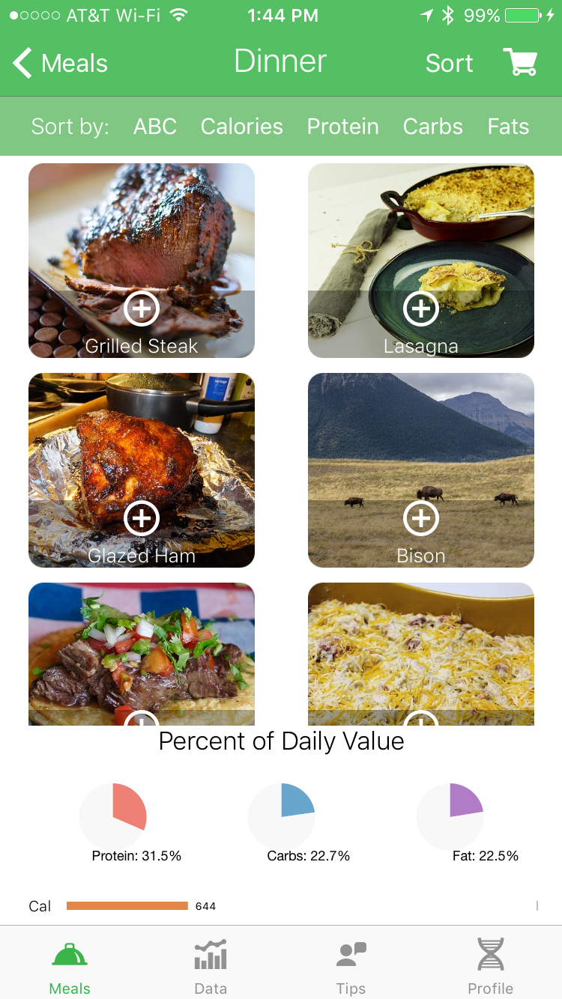 AT&T Wi-Fi 1:44 PM 99%
Meals Dinner Sort
Sort by: ABC Calories Protein Carbs Fats
Grilled Steak Lasagna
Heritage
Glazed Ham Bison
Percent of Daily Value
Protein: 31.5% Carbs: 22.7% Fat: 22.5%
Cal 644
Meals Data Tips Profile